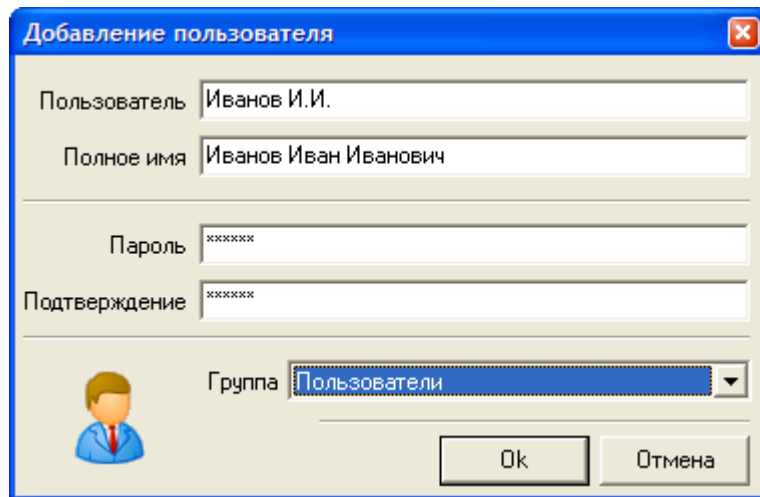 Добавление пользователя
Пользователь Иванов И.И.
Полное имя Иванов Иван Иванович
Пароль ××××××
Подтверждение ××××××
Группа Пользователи
Ok Отмена